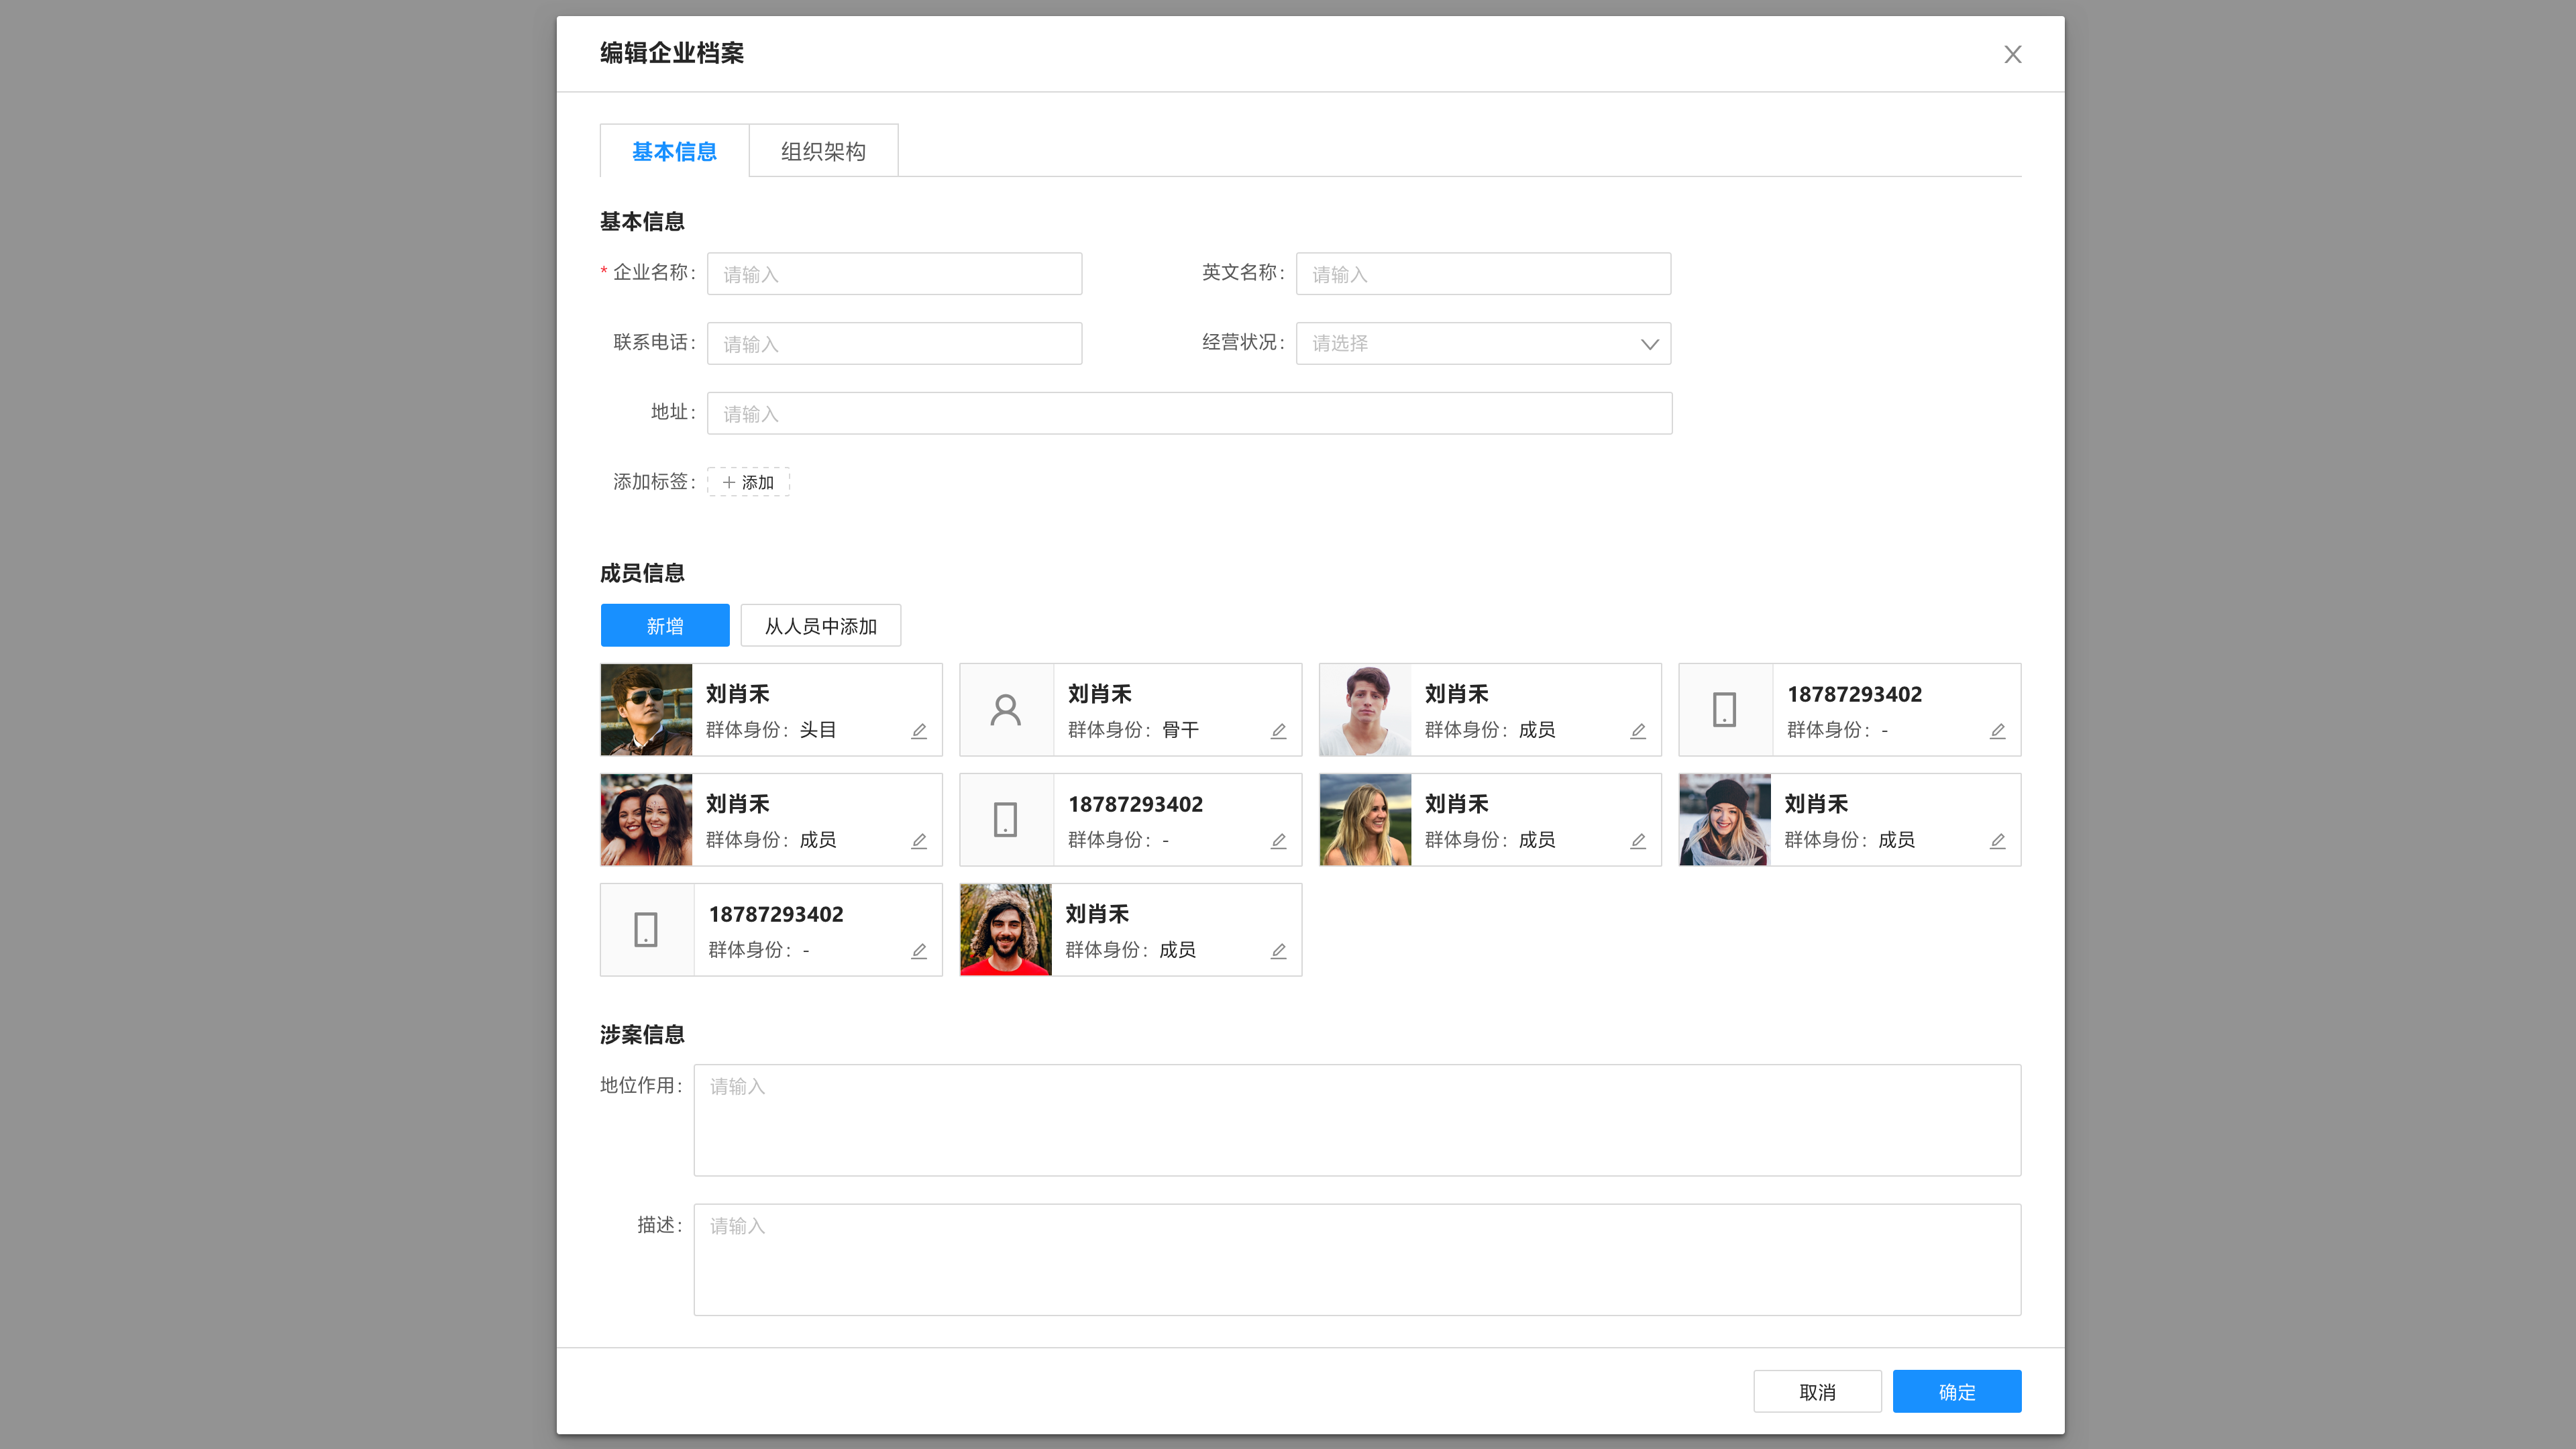 编辑企业档案
基本信息 组织架构
基本信息
* 企业名称: 请输入 英文名称: 请输入
联系电话: 请输入 经营状况: 请选择
地址: 请输入
添加标签: + 添加
成员信息
新增 从人员中添加
刘肖禾 刘肖禾 刘肖禾 18787293402
群体身份: 头目 群体身份: 骨干 群体身份: 成员 群体身份: -
刘肖禾 18787293402 刘肖禾 刘肖禾
群体身份: 成员 群体身份: - 群体身份: 成员 群体身份: 成员
18787293402 刘肖禾
群体身份: - 群体身份: 成员
涉案信息
地位作用: 请输入
描述: 请输入
取消 确定